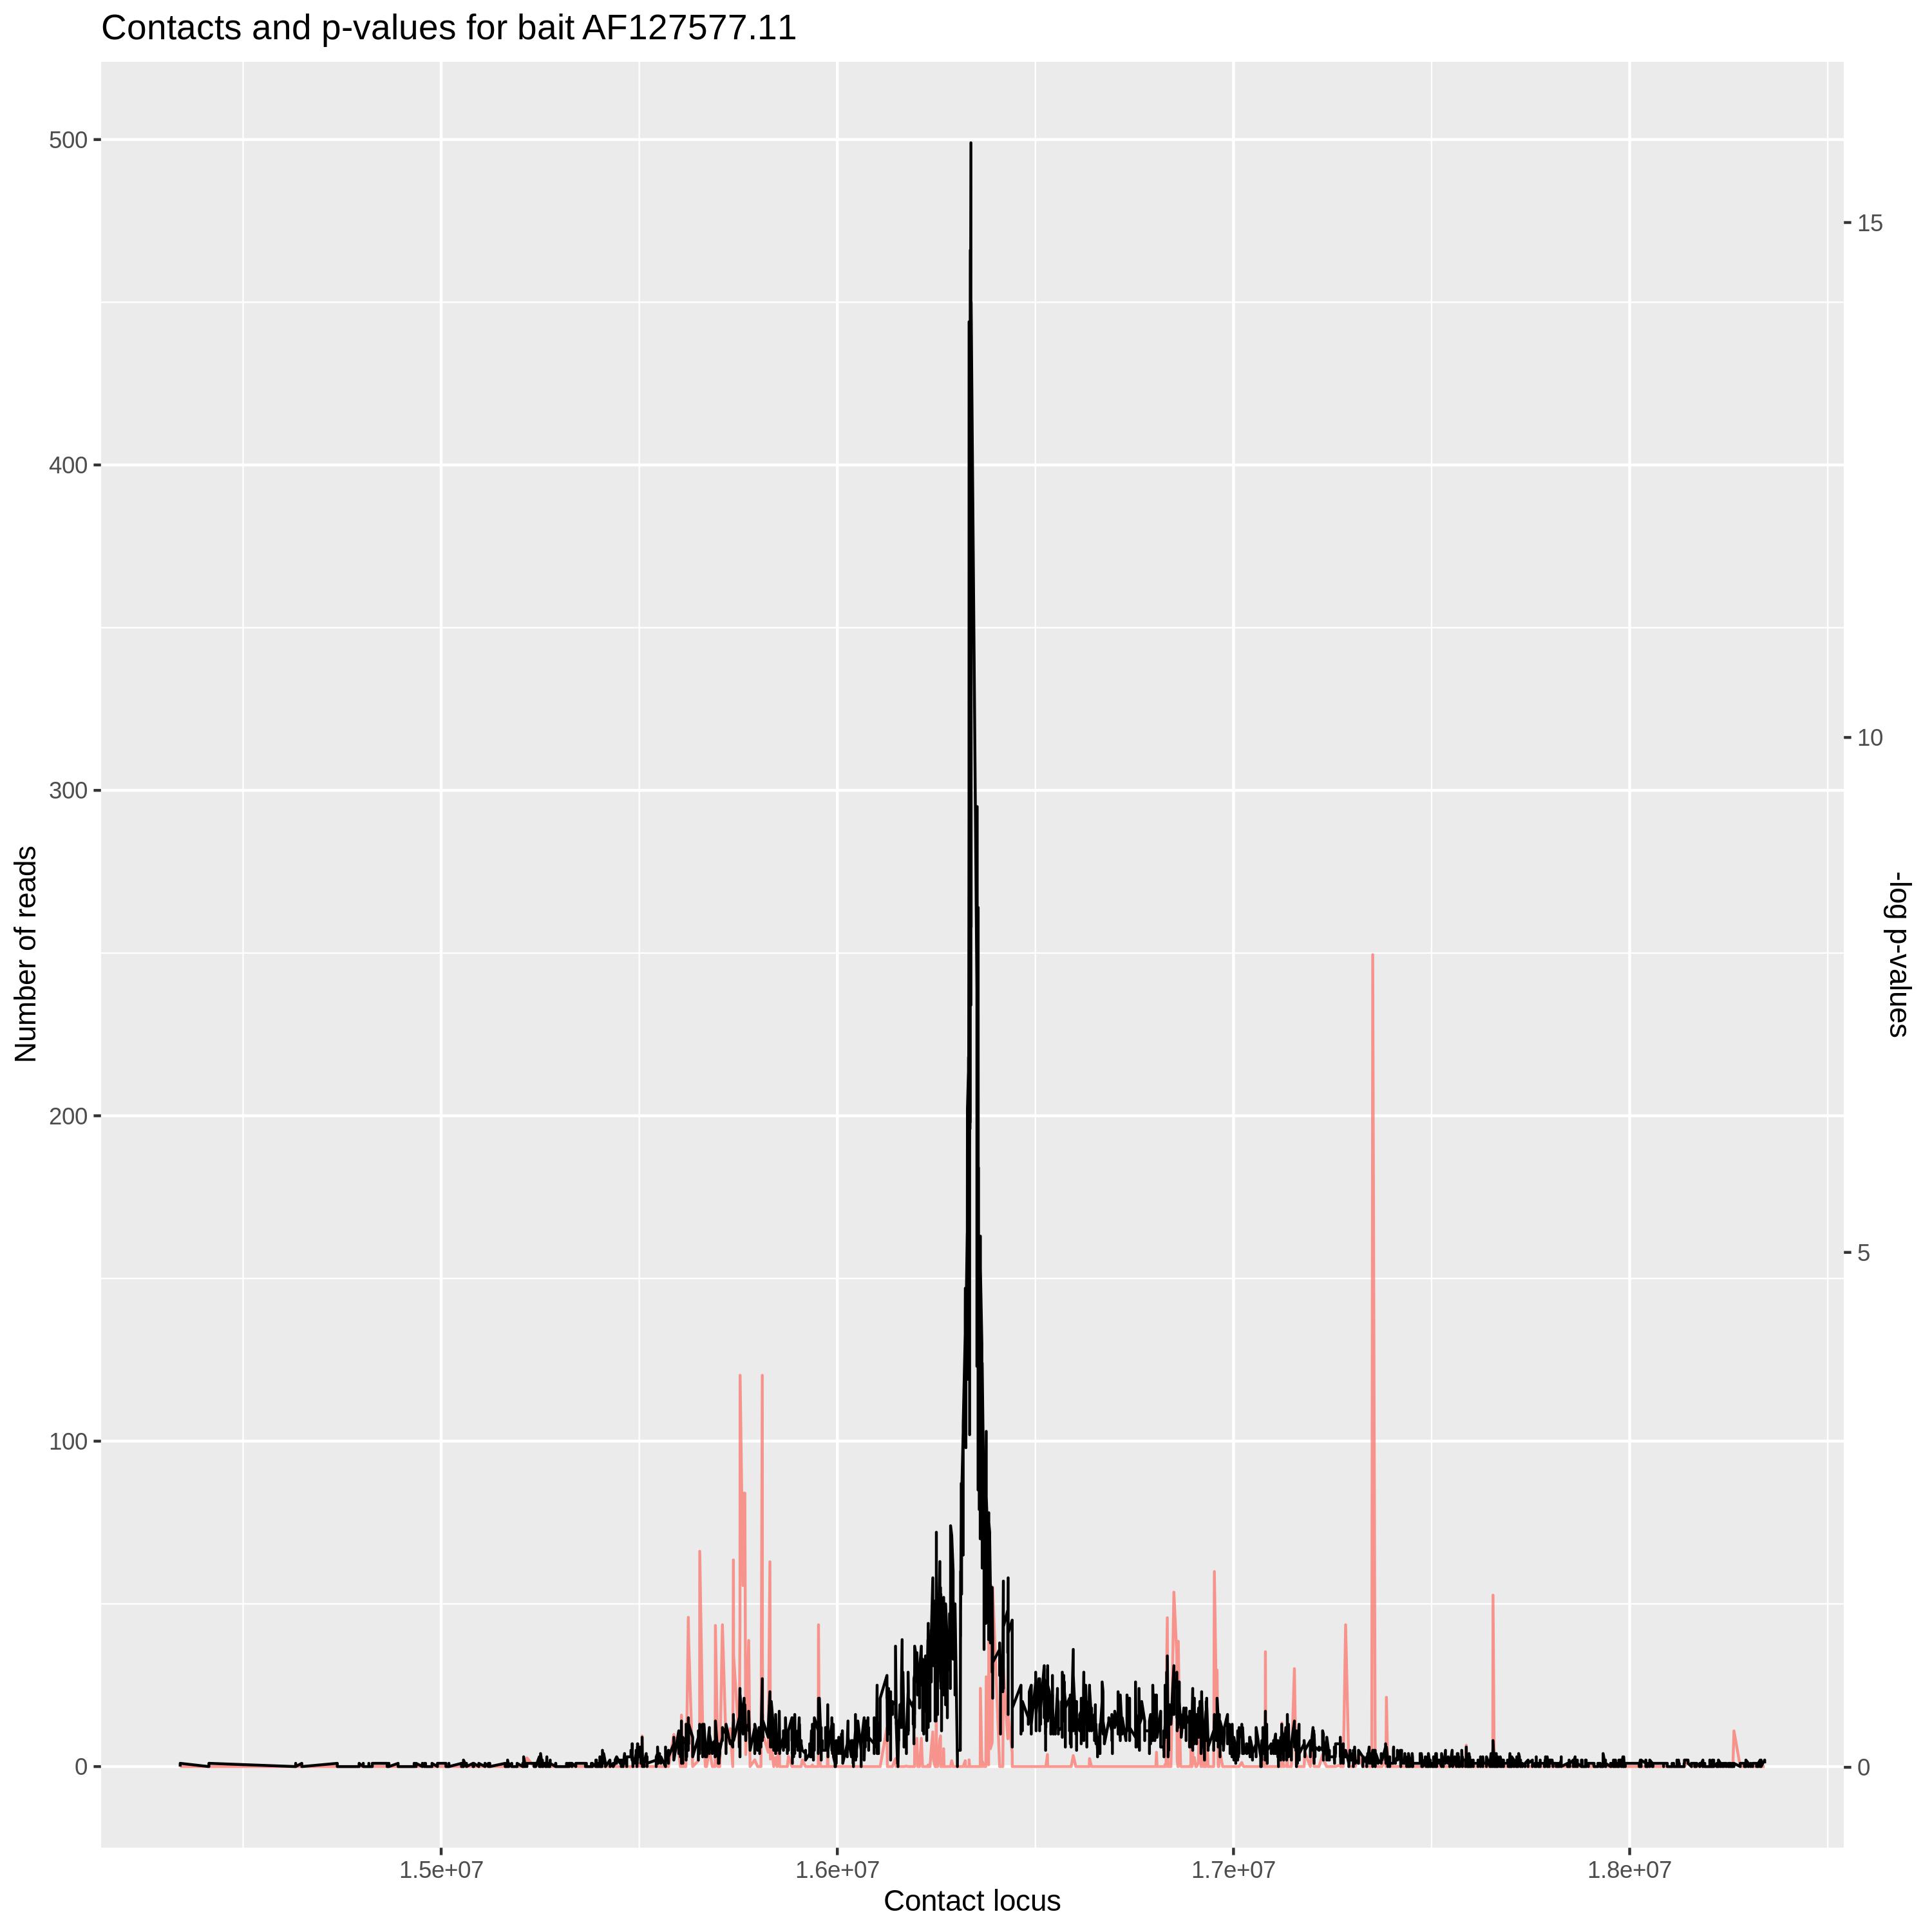 Contacts and p-values for bait AF127577.11
500
400
300
200
100
0
Number of reads
15
10
5
0
-log p-values
1.5e+07
1.6e+07
1.7e+07
1.8e+07
Contact locus